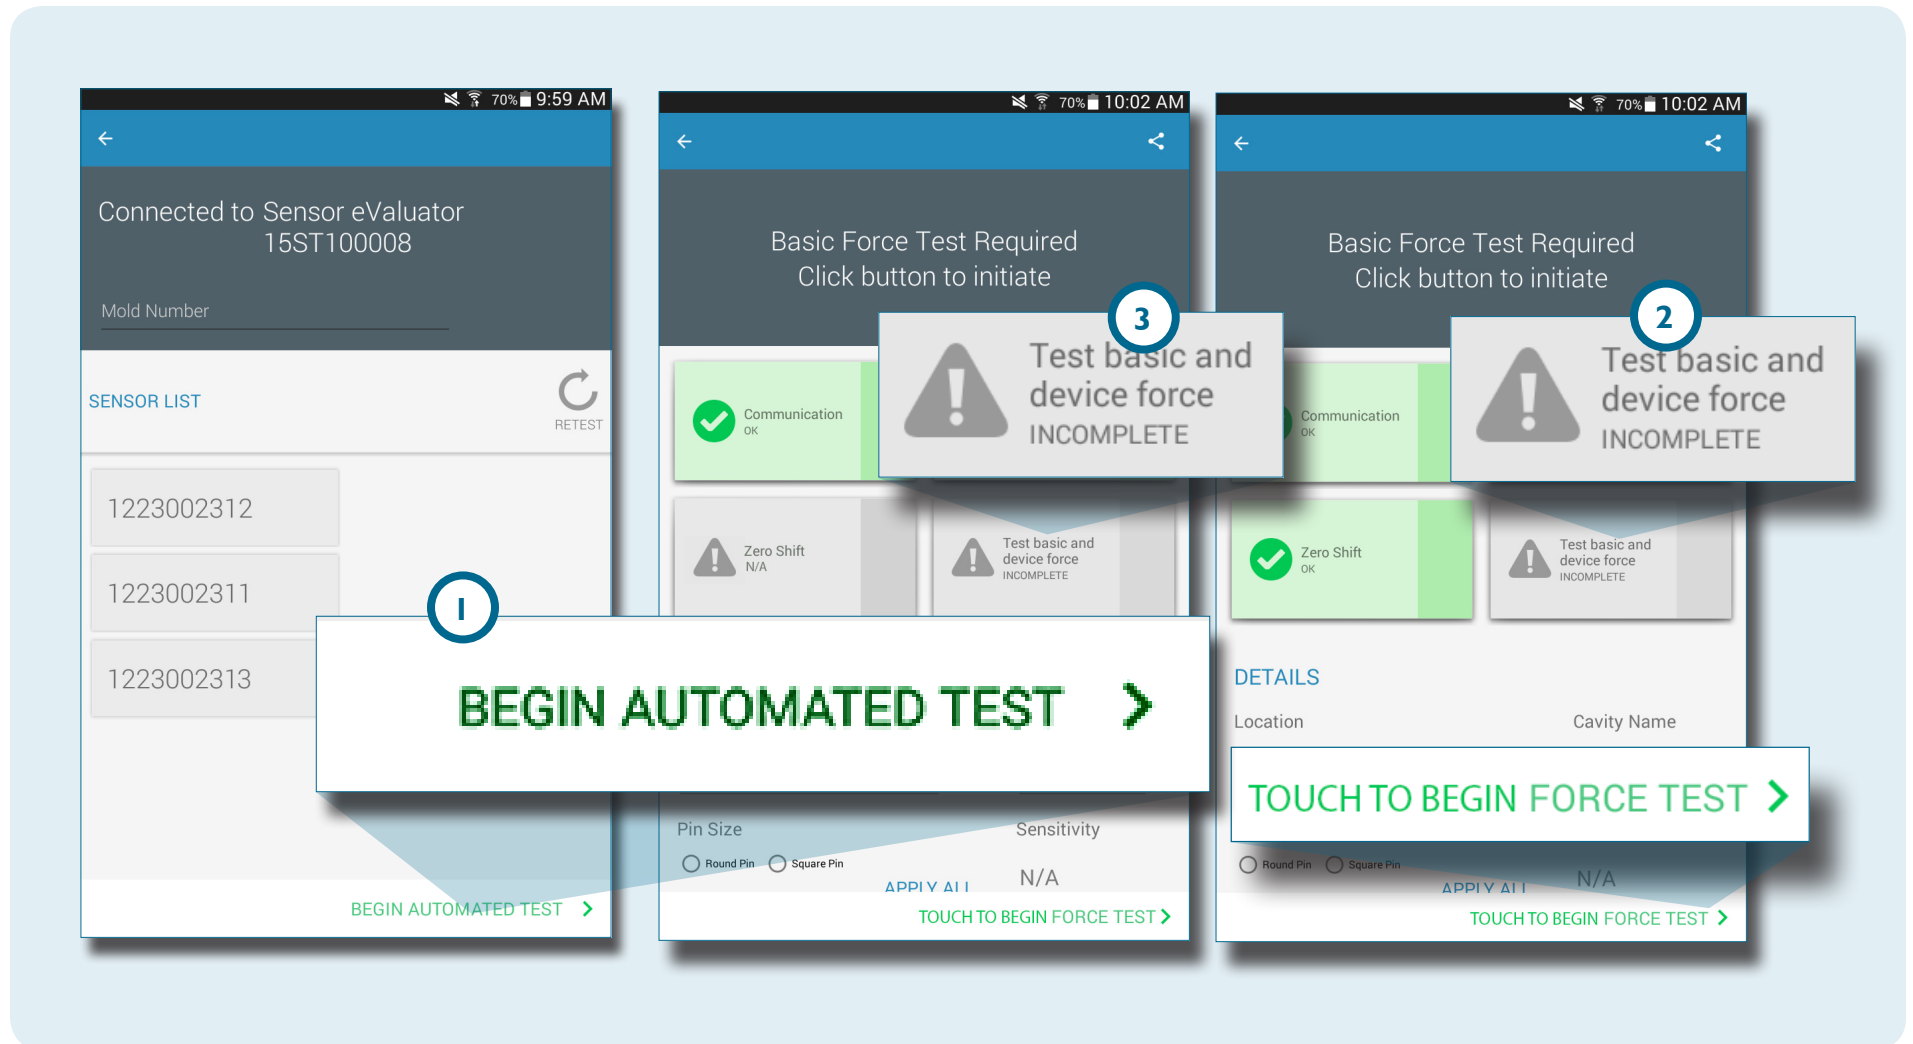 70% 9:59 AM
Connected to Sensor eValuator
15ST100008
Mold Number
SENSOR LIST
RETEST
1223002312
1223002311
1223002313
BEGIN AUTOMATED TEST
1
BEGIN AUTOMATED TEST
70% 10:02 AM
Basic Force Test Required
Click button to initiate
3
Test basic and
device force
INCOMPLETE
Communication
OK
Zero Shift
N/A
Test basic and
device force
INCOMPLETE
Pin Size
Sensitivity
Round Pin
Square Pin
N/A
APPLY ALL
TOUCH TO BEGIN FORCE TEST
70% 10:02 AM
Basic Force Test Required
Click button to initiate
2
Test basic and
device force
INCOMPLETE
Communication
OK
Zero Shift
OK
Test basic and
device force
INCOMPLETE
DETAILS
Location
Cavity Name
TOUCH TO BEGIN FORCE TEST
Round Pin
Square Pin
N/A
APPLY ALL
TOUCH TO BEGIN FORCE TEST